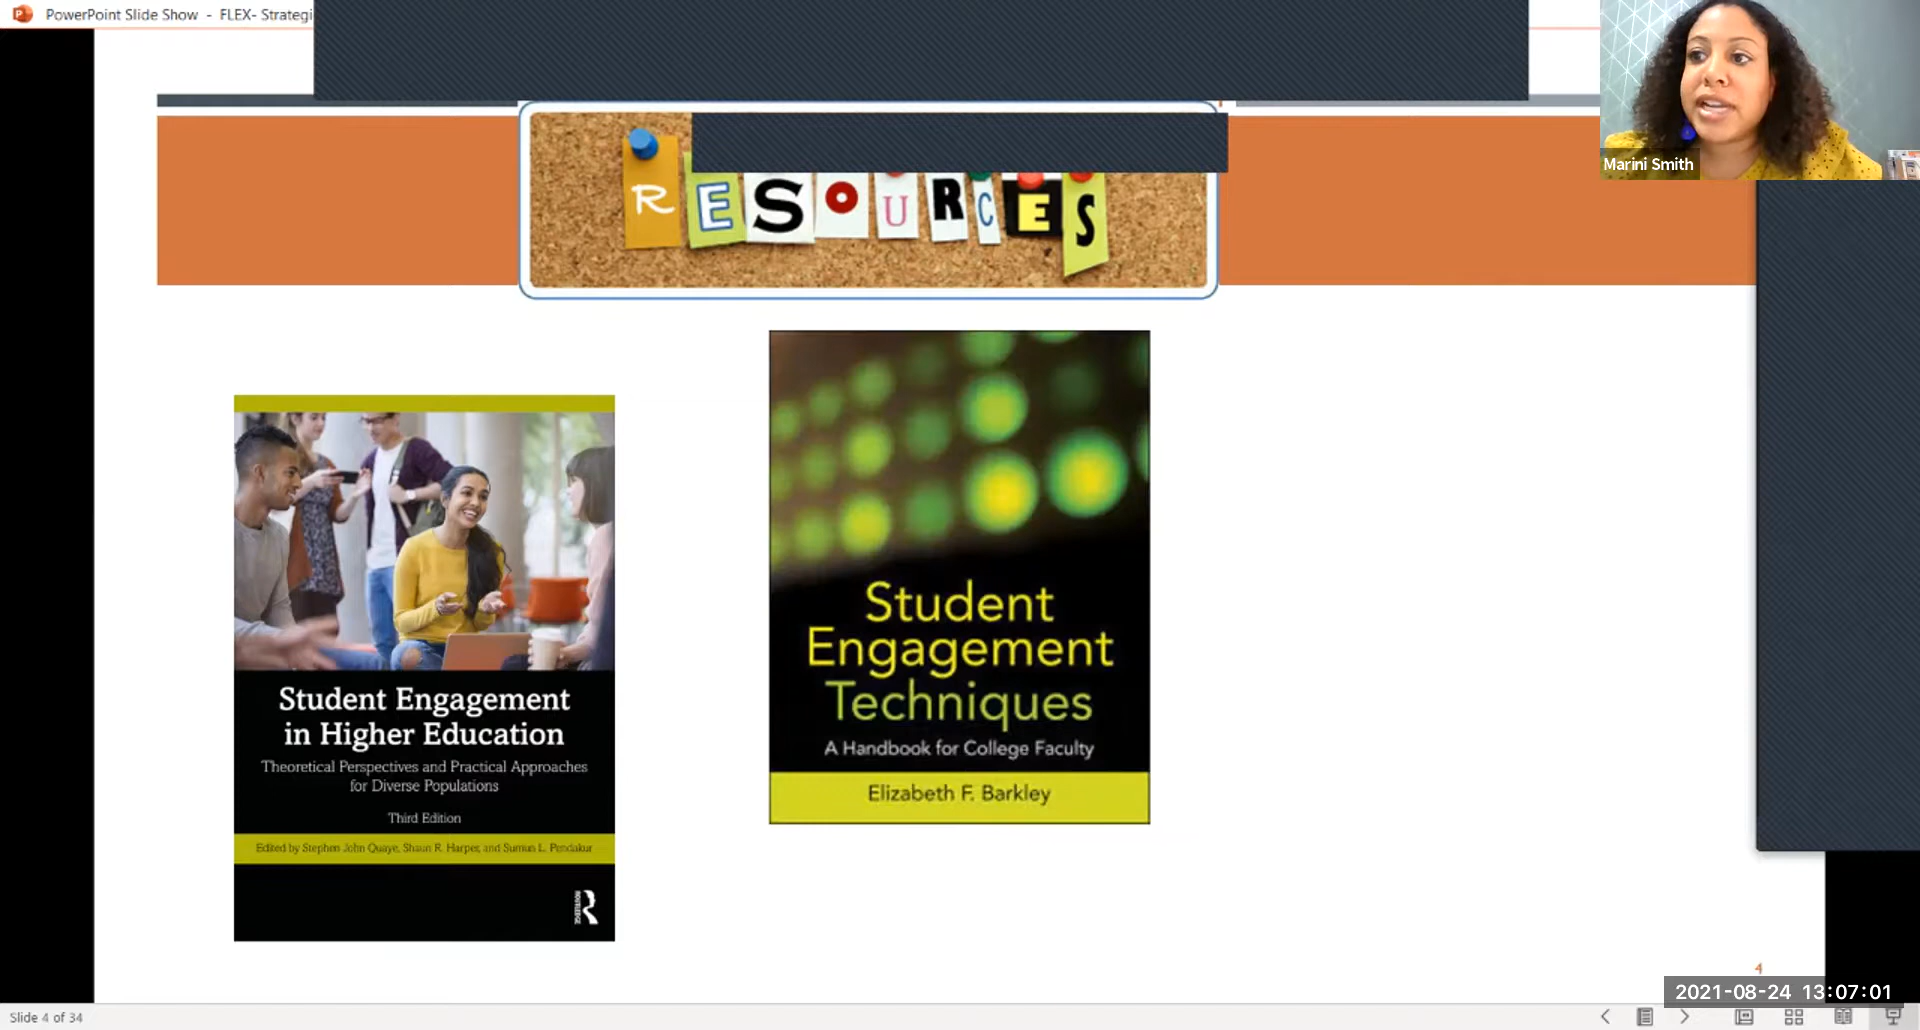 PowerPoint Slide Show - FLEX- Strategi
Marini Smith
RESOURCES
Student
Engagement
Techniques
A Handbook for College Faculty
Elizabeth F. Barkley
Student Engagement
in Higher Education
Theoretical Perspectives and Practical Approaches
for Diverse Populations
Third Edition
Edited by Stephen John Quaye, Shaun R. Harper, and Sumun L. Pendakur
R
ROUTLEDGE
4
2021-08-24 13:07:01
Slide 4 of 34